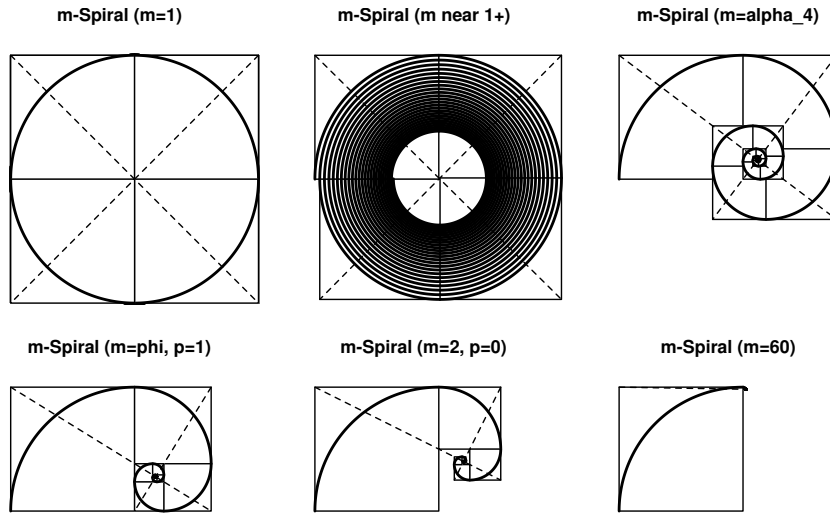 m-Spiral (m=1)
m-Spiral (m near 1+)
m-Spiral (m=alpha_4)
m-Spiral (m=phi, p=1)
m-Spiral (m=2, p=0)
m-Spiral (m=60)